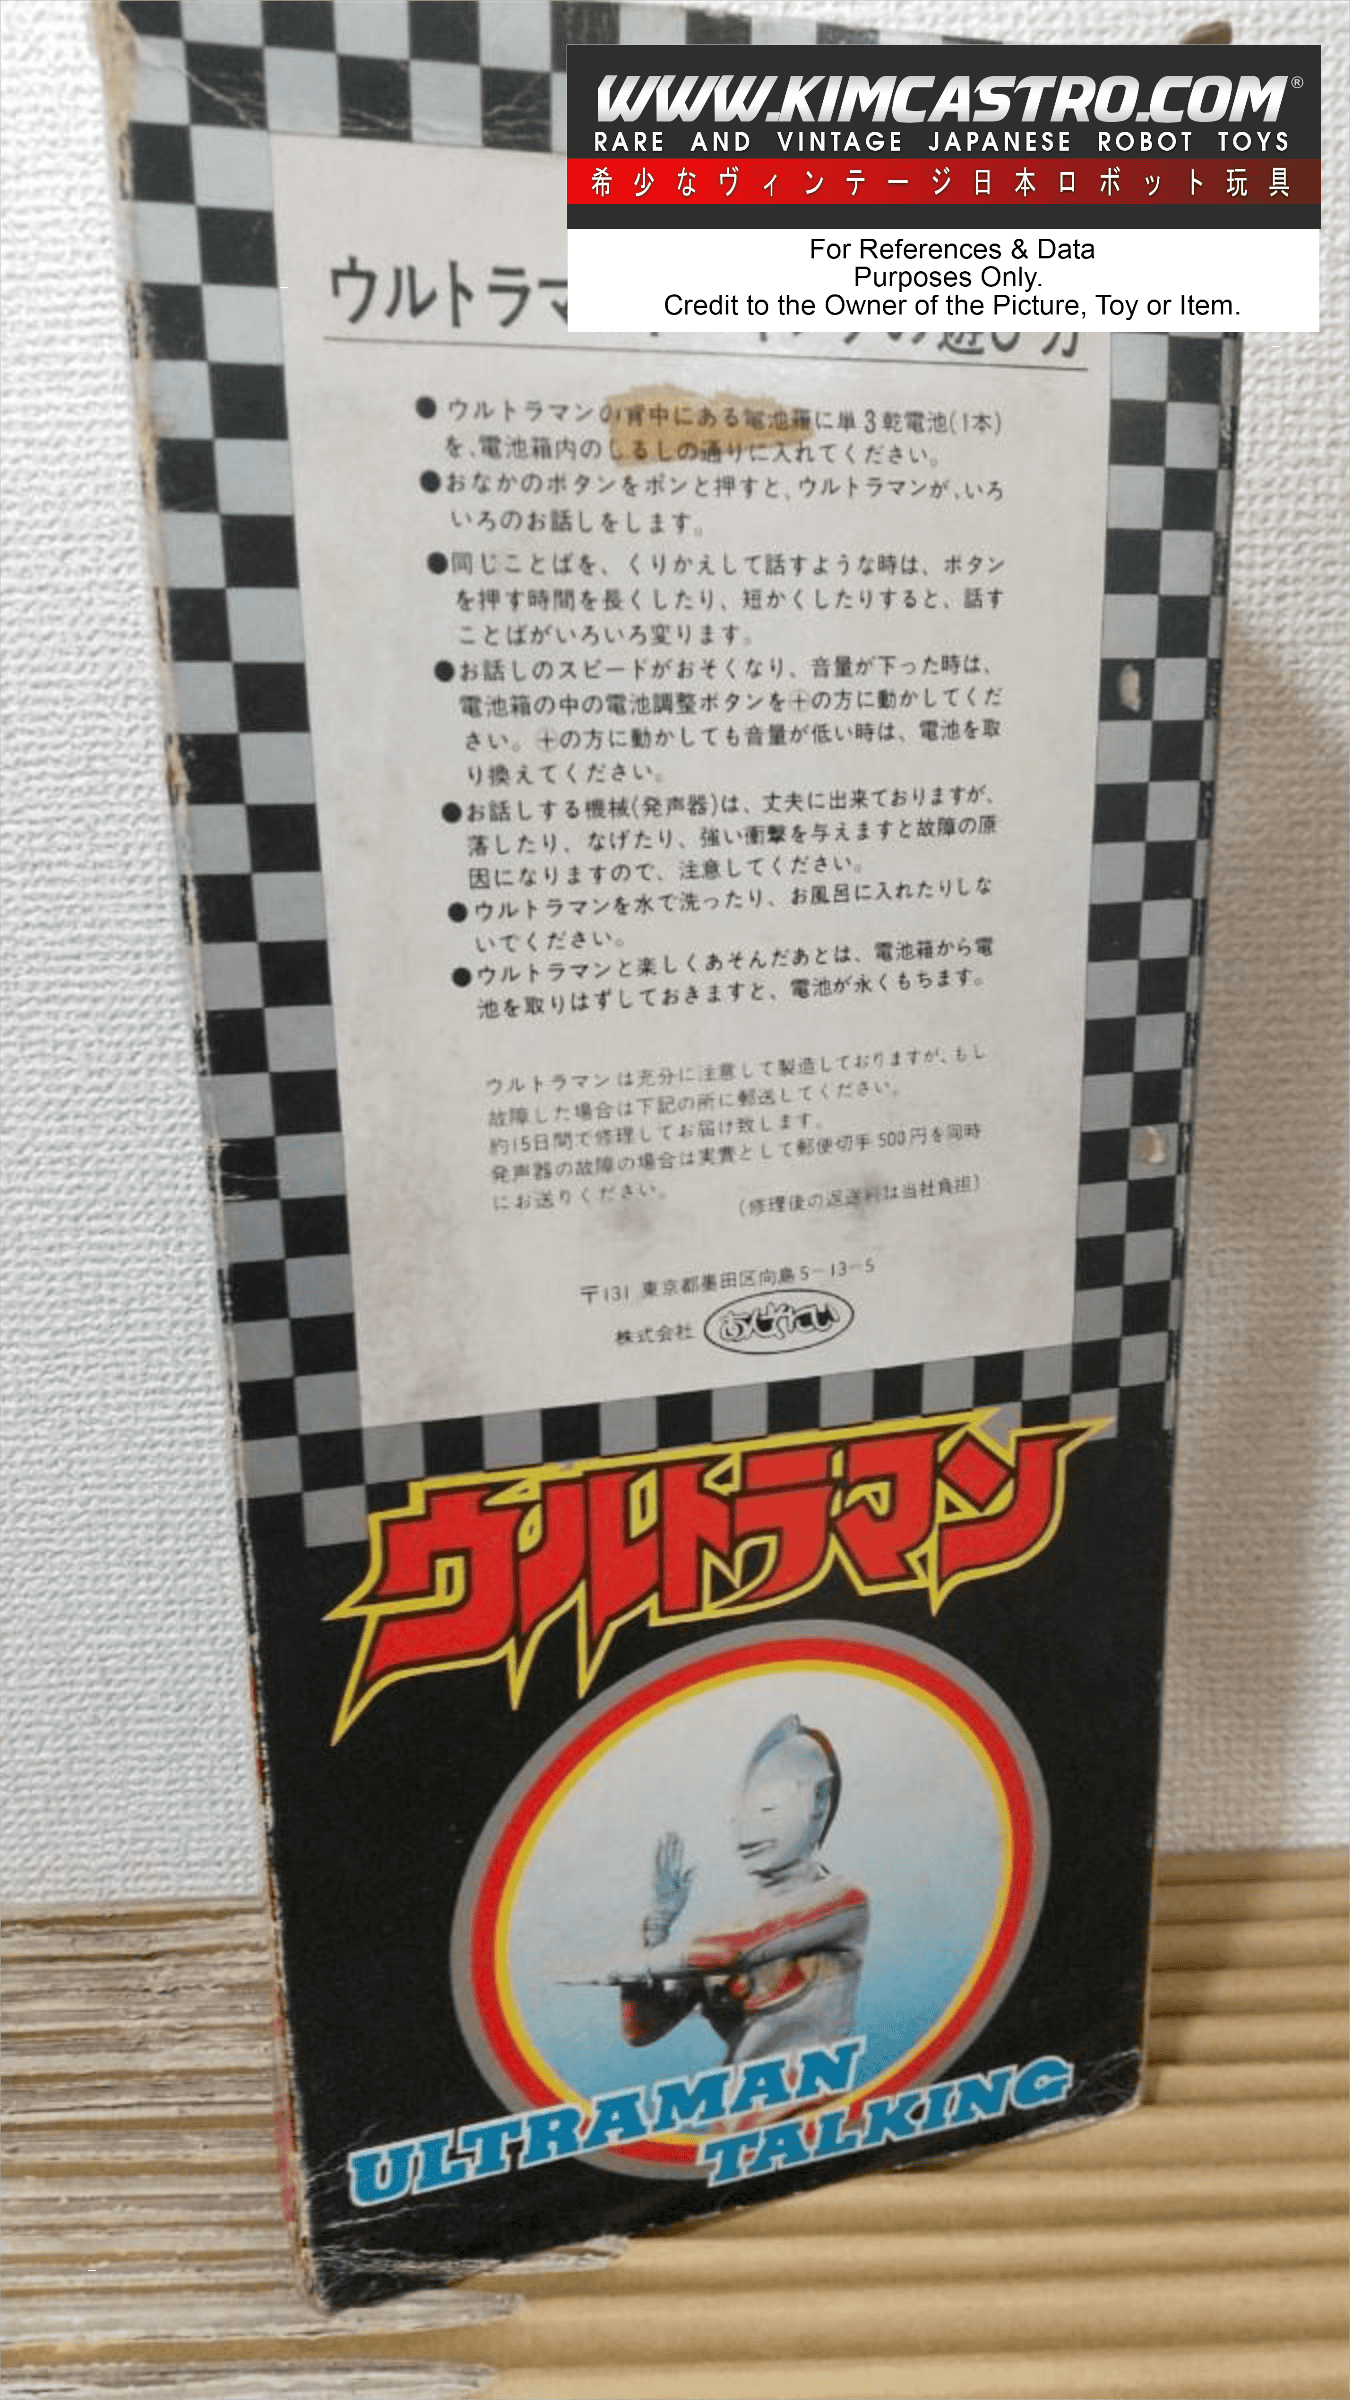 WWW.KIMCASTRO.COM®
RARE AND VINTAGE JAPANESE ROBOT TOYS
希少なヴィンテージ日本ロボット玩具
For References & Data
Purposes Only.
Credit to the Owner of the Picture, Toy or Item.
ウルトラマ の遊び方
●ウルトラマンの背中にある電池箱に単3乾電池(1本)
を、電池箱内のしるしの通りに入れてください。
●おなかのボタンをポンと押すと、ウルトラマンが、いろ
いろのお話しをします。
●同じことばを、くりかえして話すような時は、ボタン
を押す時間を長くしたり、短かくしたりすると、話す
ことばがいろいろ変ります。
●お話しのスピードがおそくなり、音量が下った時は、
電池箱の中の電池調整ボタンを⊕の方に動かしてくだ
さい。⊕の方に動かしても音量が低い時は、電池を取
り換えてください。
●お話しする機械(発声器)は、丈夫に出来ておりますが、
落したり、なげたり、強い衝撃を与えますと故障の原
因になりますので、注意してください。
●ウルトラマンを水で洗ったり、お風呂に入れたりしな
いでください。
●ウルトラマンと楽しくあそんだあとは、電池箱から電
池を取りはずしておきますと、電池が永くもちます。
ウルトラマンは充分に注意して製造しておりますが、もし
故障した場合は下記の所に郵送してください。
約15日間で修理してお届け致します。
発声器の故障の場合は実費として郵便切手500円を同時
にお送りください。
(修理後の返送料は当社負担)
〒131 東京都墨田区向島5-13-5
株式会社
ウルトラマン
ULTRAMAN
TALKING